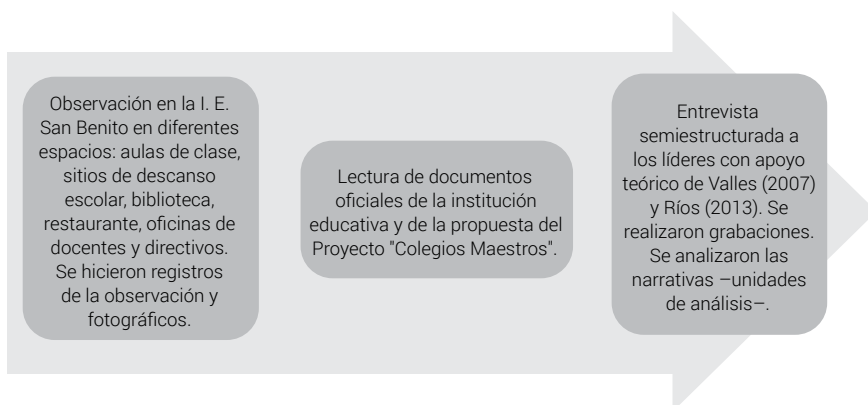 Observación en la I. E.
San Benito en diferentes
espacios: aulas de clase,
sitios de descanso
escolar, biblioteca,
restaurante, oficinas de
docentes y directivos.
Se hicieron registros
de la observación y
fotográficos.
Lectura de documentos
oficiales de la institución
educativa y de la propuesta del
Proyecto "Colegios Maestros".
Entrevista
semiestructurada a
los líderes con apoyo
teórico de Valles (2007)
y Ríos (2013). Se
realizaron grabaciones.
Se analizaron las
narrativas –unidades
de análisis–.